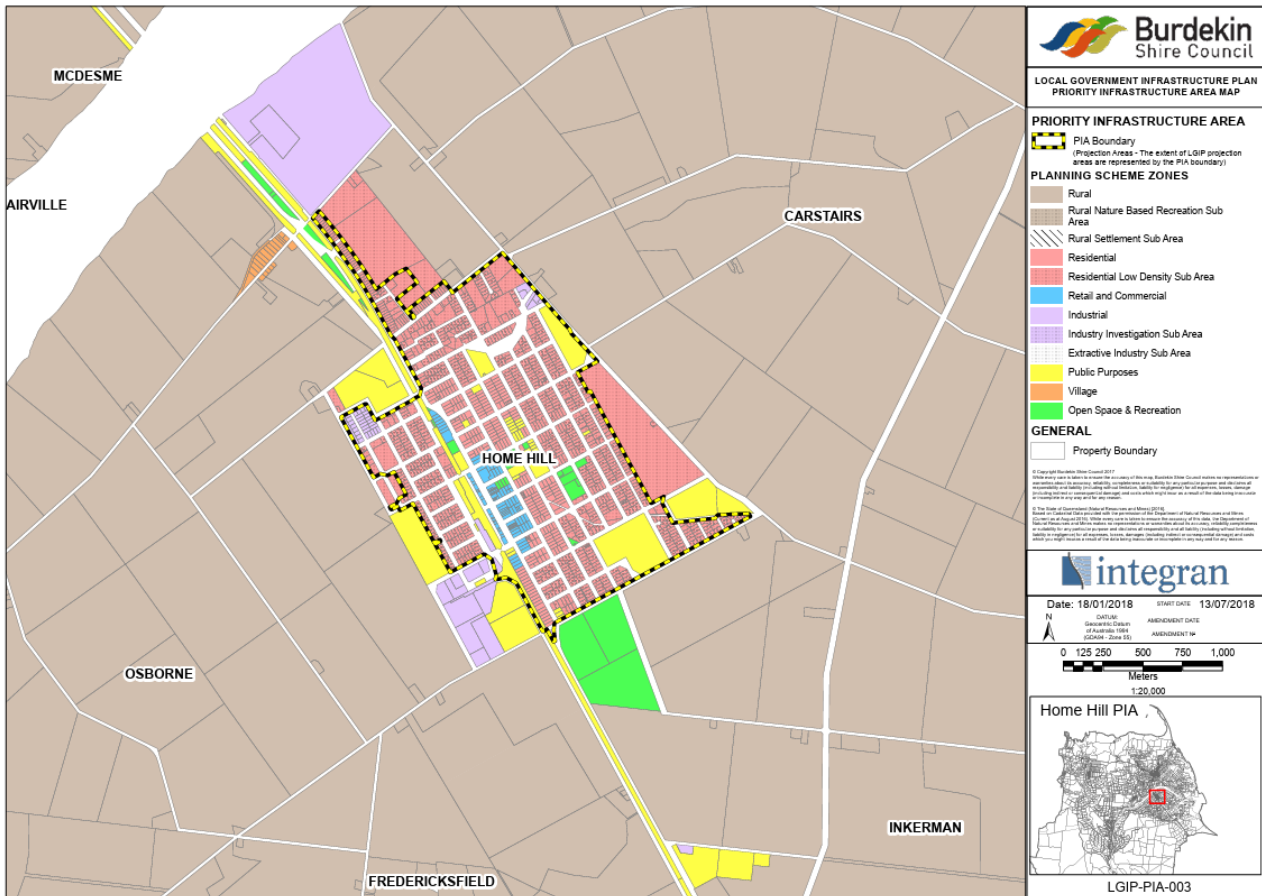 MCDESME
AIRVILLE
CARSTAIRS
HOME HILL
OSBORNE
INKERMAN
FREDERICKSFIELD
Burdekin
Shire Council
LOCAL GOVERNMENT INFRASTRUCTURE PLAN
PRIORITY INFRASTRUCTURE AREA MAP
PRIORITY INFRASTRUCTURE AREA
PIA Boundary
(Projection Areas - The extent of LGIP projection
areas are represented by the PIA boundary)
PLANNING SCHEME ZONES
Rural
Rural Nature Based Recreation Sub
Area
Rural Settlement Sub Area
Residential
Residential Low Density Sub Area
Retail and Commercial
Industrial
Industry Investigation Sub Area
Extractive Industry Sub Area
Public Purposes
Village
Open Space & Recreation
GENERAL
Property Boundary
© Copyright Burdekin Shire Council 2017
integran
Date: 18/01/2018 START DATE 13/07/2018
N
DATUM:
Geocentric Datum
of Australia 1994
(GDA94 - Zone 55)
AMENDMENT DATE
AMENDMENT Nº
0 125 250 500 750 1,000
Meters
1:20,000
Home Hill PIA
LGIP-PIA-003